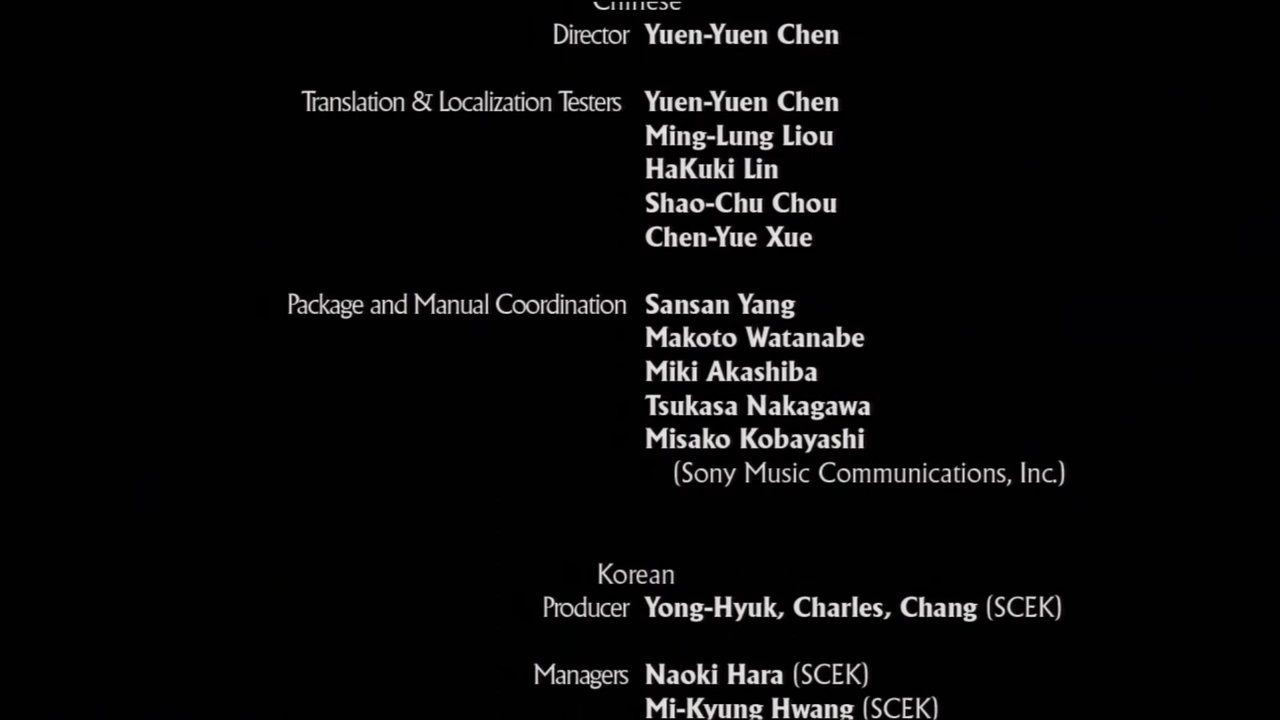 Chinese
Director Yuen-Yuen Chen
Translation & Localization Testers Yuen-Yuen Chen
Ming-Lung Liou
HaKuki Lin
Shao-Chu Chou
Chen-Yue Xue
Package and Manual Coordination Sansan Yang
Makoto Watanabe
Miki Akashiba
Tsukasa Nakagawa
Misako Kobayashi
(Sony Music Communications, Inc.)
Korean
Producer Yong-Hyuk, Charles, Chang (SCEK)
Managers Naoki Hara (SCEK)
Mi-Kyung Hwang (SCEK)